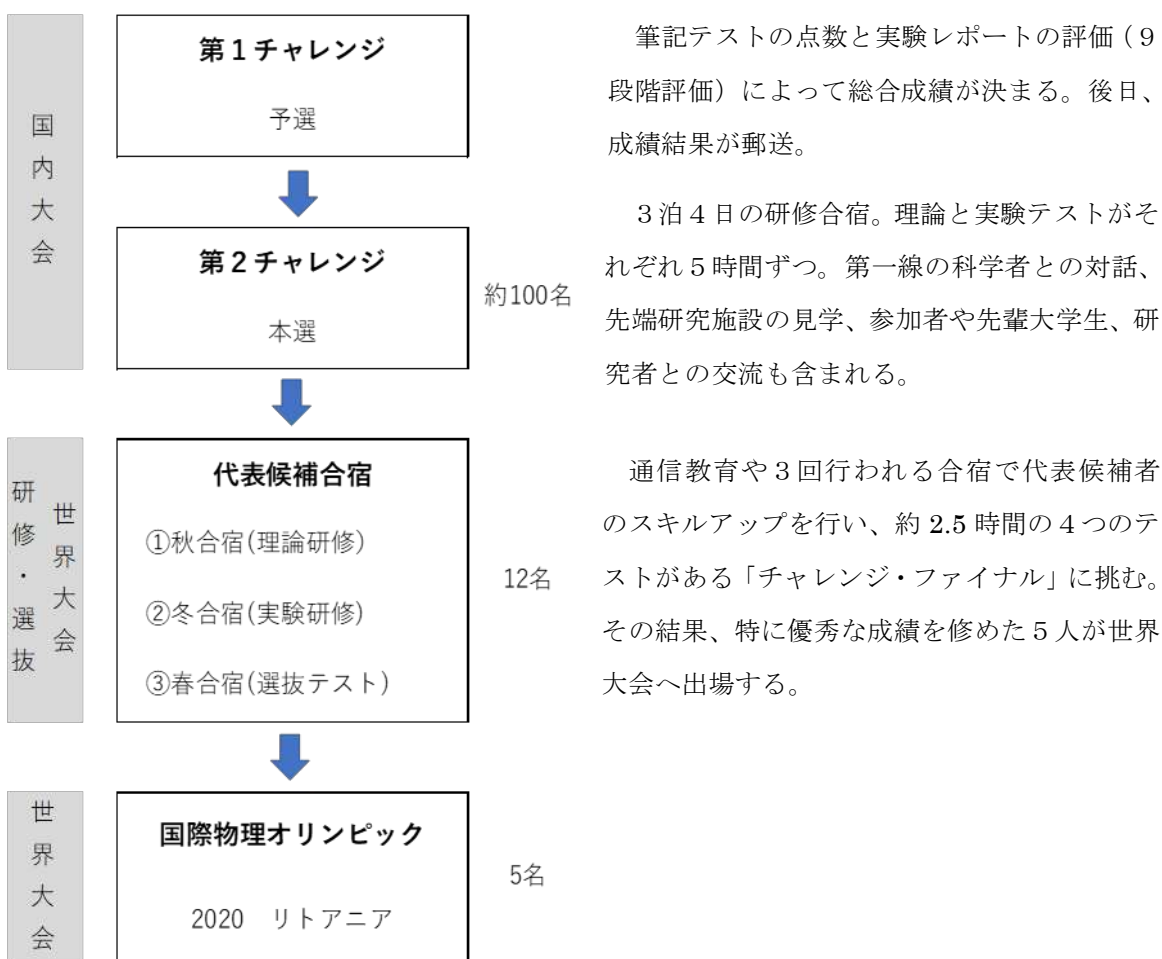 国内大会
第１チャレンジ
予選
筆記テストの点数と実験レポートの評価（９
段階評価）によって総合成績が決まる。後日、
成績結果が郵送。
第２チャレンジ
本選
約100名
３泊４日の研修合宿。理論と実験テストがそ
れぞれ５時間ずつ。第一線の科学者との対話、
先端研究施設の見学、参加者や先輩大学生、研
究者との交流も含まれる。
世界大会
研修・選抜
代表候補合宿
①秋合宿(理論研修)
②冬合宿(実験研修)
③春合宿(選抜テスト)
12名
通信教育や３回行われる合宿で代表候補者
のスキルアップを行い、約 2.5 時間の４つのテ
ストがある「チャレンジ・ファイナル」に挑む。
その結果、特に優秀な成績を修めた５人が世界
大会へ出場する。
世界大会
国際物理オリンピック
2020　リトアニア
5名